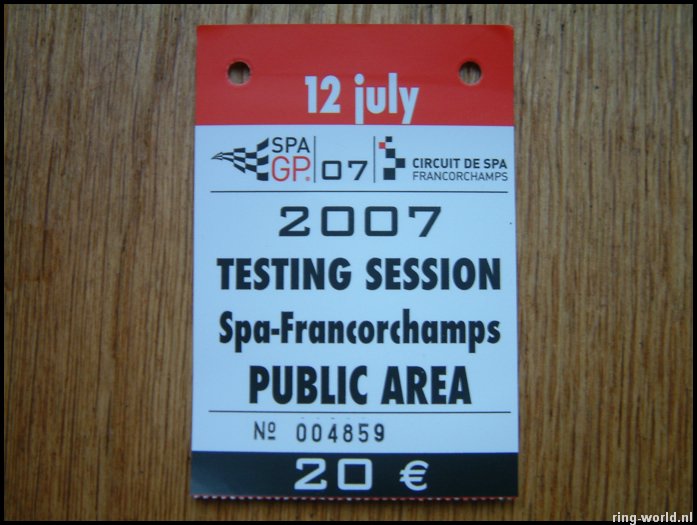 12 july
SPA
GP® 07
CIRCUIT DE SPA
FRANCORCHAMPS
2007
TESTING SESSION
Spa-Francorchamps
PUBLIC AREA
Nº 004859
20 €
ring-world.nl